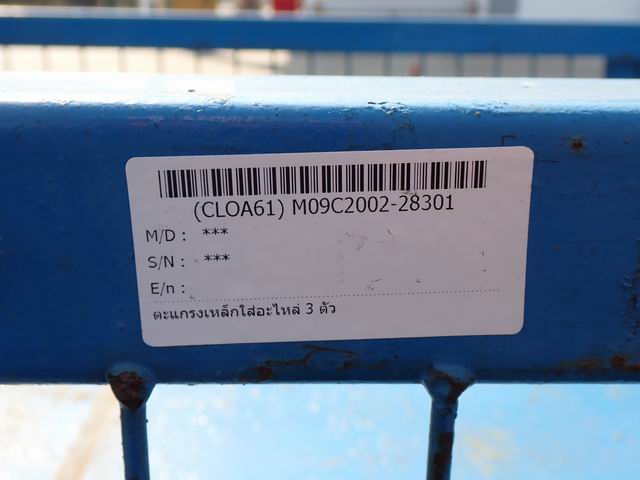 (CLOA61) M09C2002-28301
M/D : ***
S/N : ***
E/n :
ตะแกรงเหล็กใส่อะไหล่ 3 ตัว